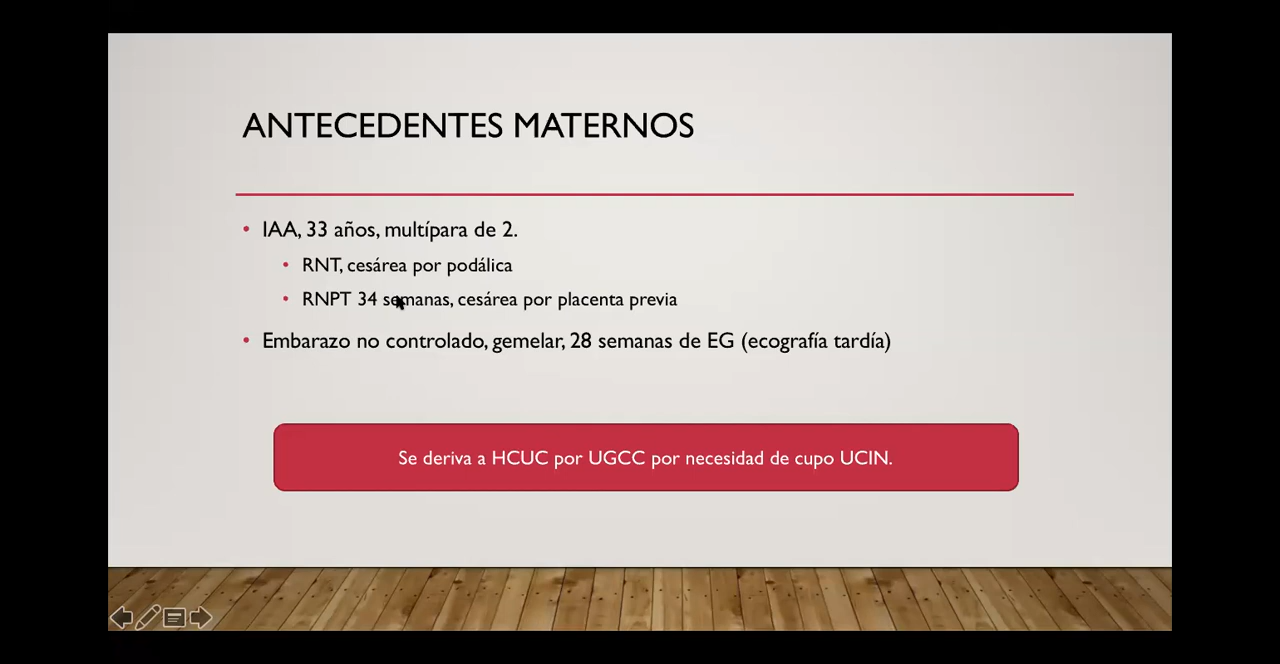 ANTECEDENTES MATERNOS
• IAA, 33 años, multípara de 2.
• RNT, cesárea por podálica
• RNPT 34 semanas, cesárea por placenta previa
• Embarazo no controlado, gemelar, 28 semanas de EG (ecografía tardía)
Se deriva a HCUC por UGCC por necesidad de cupo UCIN.